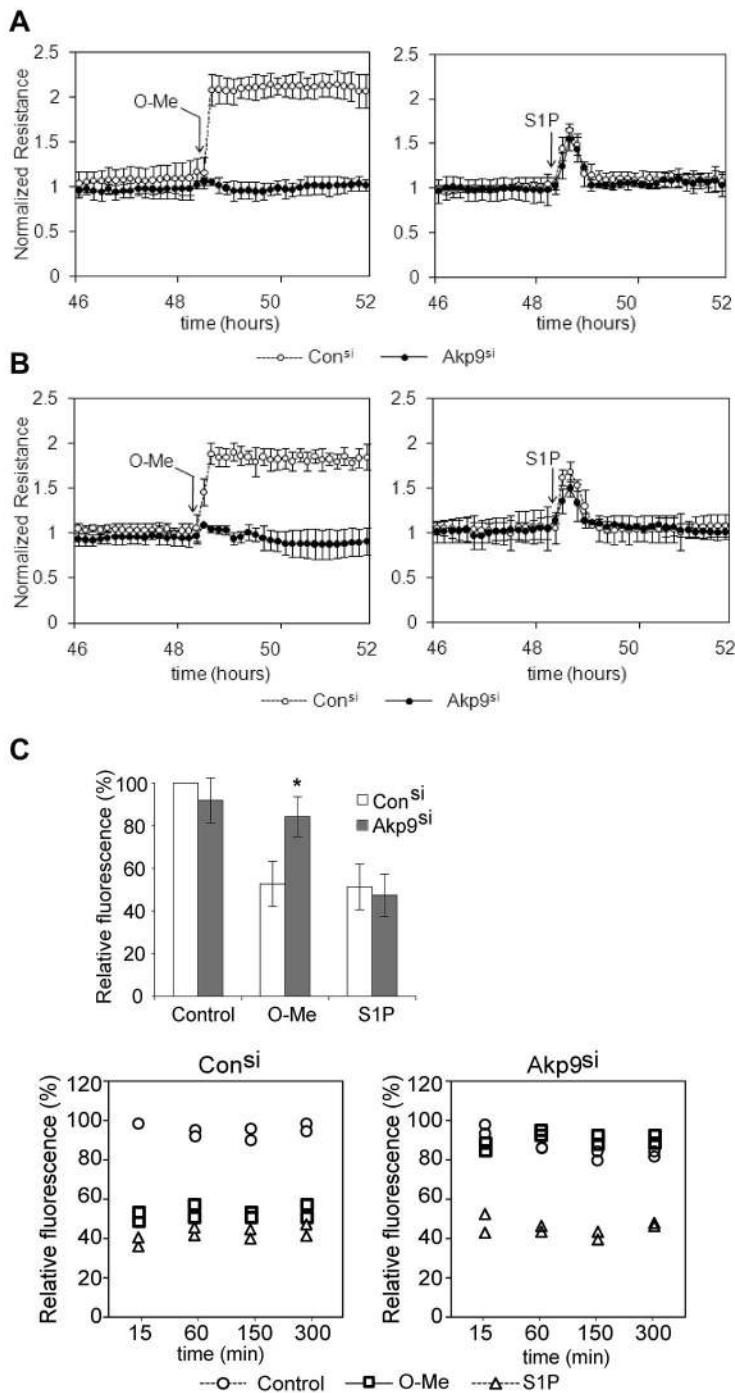 A
Normalized Resistance
2.5
2
1.5
1
0.5
0
O-Me
46 48 50 52
time (hours)
2.5
2
1.5
1
0.5
0
S1P
46 48 50 52
time (hours)
Con si Akp9 si
B
Normalized Resistance
2.5
2
1.5
1
0.5
0
O-Me
46 48 50 52
time (hours)
2.5
2
1.5
1
0.5
0
S1P
46 48 50 52
time (hours)
Con si Akp9 si
C
Relative fluorescence (%)
100
80
60
40
20
0
*
Con si
Akp9 si
Control O-Me S1P
Con si
Relative fluorescence (%)
120
100
80
60
40
20
0
15 60 150 300
time (min)
Akp9 si
Relative fluorescence (%)
120
100
80
60
40
20
0
15 60 150 300
time (min)
Control O-Me S1P